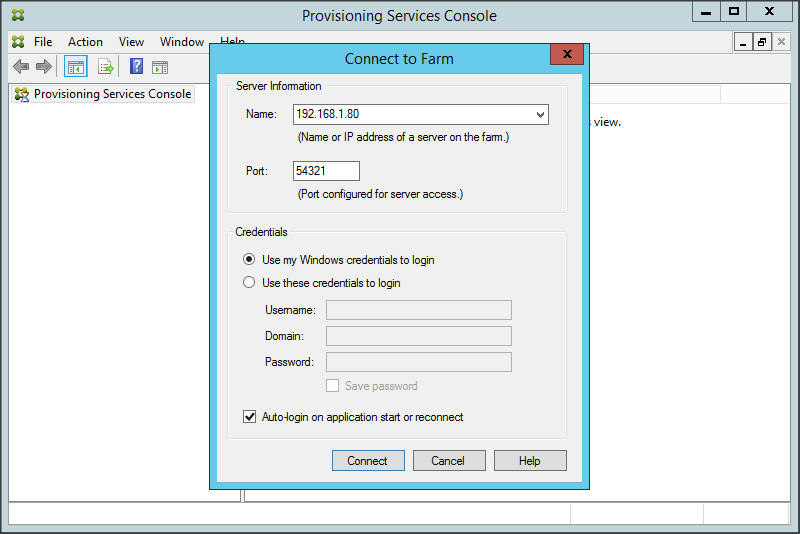 Provisioning Services Console
File Action View Window Help
Connect to Farm
Provisioning Services Console
s view.
Server Information
Name: 192.168.1.80
(Name or IP address of a server on the farm.)
Port: 54321
(Port configured for server access.)
Credentials
Use my Windows credentials to login
Use these credentials to login
Username:
Domain:
Password:
Save password
Auto-login on application start or reconnect
Connect Cancel Help